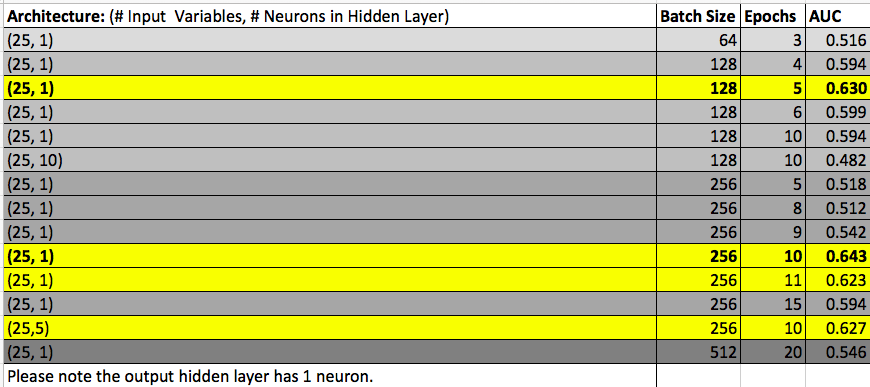 Architecture: (# Input  Variables, # Neurons in Hidden Layer) Batch Size Epochs AUC
(25, 1) 64 3 0.516
(25, 1) 128 4 0.594
(25, 1) 128 5 0.630
(25, 1) 128 6 0.599
(25, 1) 128 10 0.594
(25, 10) 128 10 0.482
(25, 1) 256 5 0.518
(25, 1) 256 8 0.512
(25, 1) 256 9 0.542
(25, 1) 256 10 0.643
(25, 1) 256 11 0.623
(25, 1) 256 15 0.594
(25,5) 256 10 0.627
(25, 1) 512 20 0.546
Please note the output hidden layer has 1 neuron.